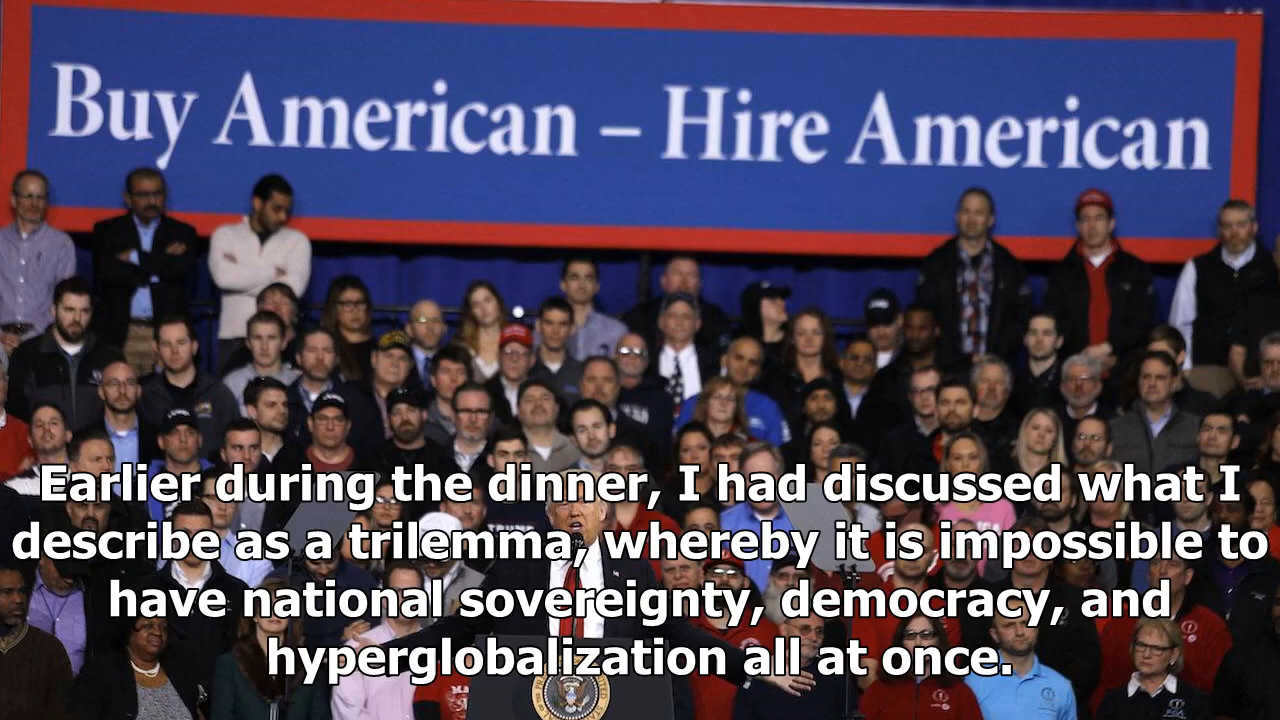 Buy American – Hire American
Earlier during the dinner, I had discussed what I
describe as a trilemma, whereby it is impossible to
have national sovereignty, democracy, and
hyperglobalization all at once.